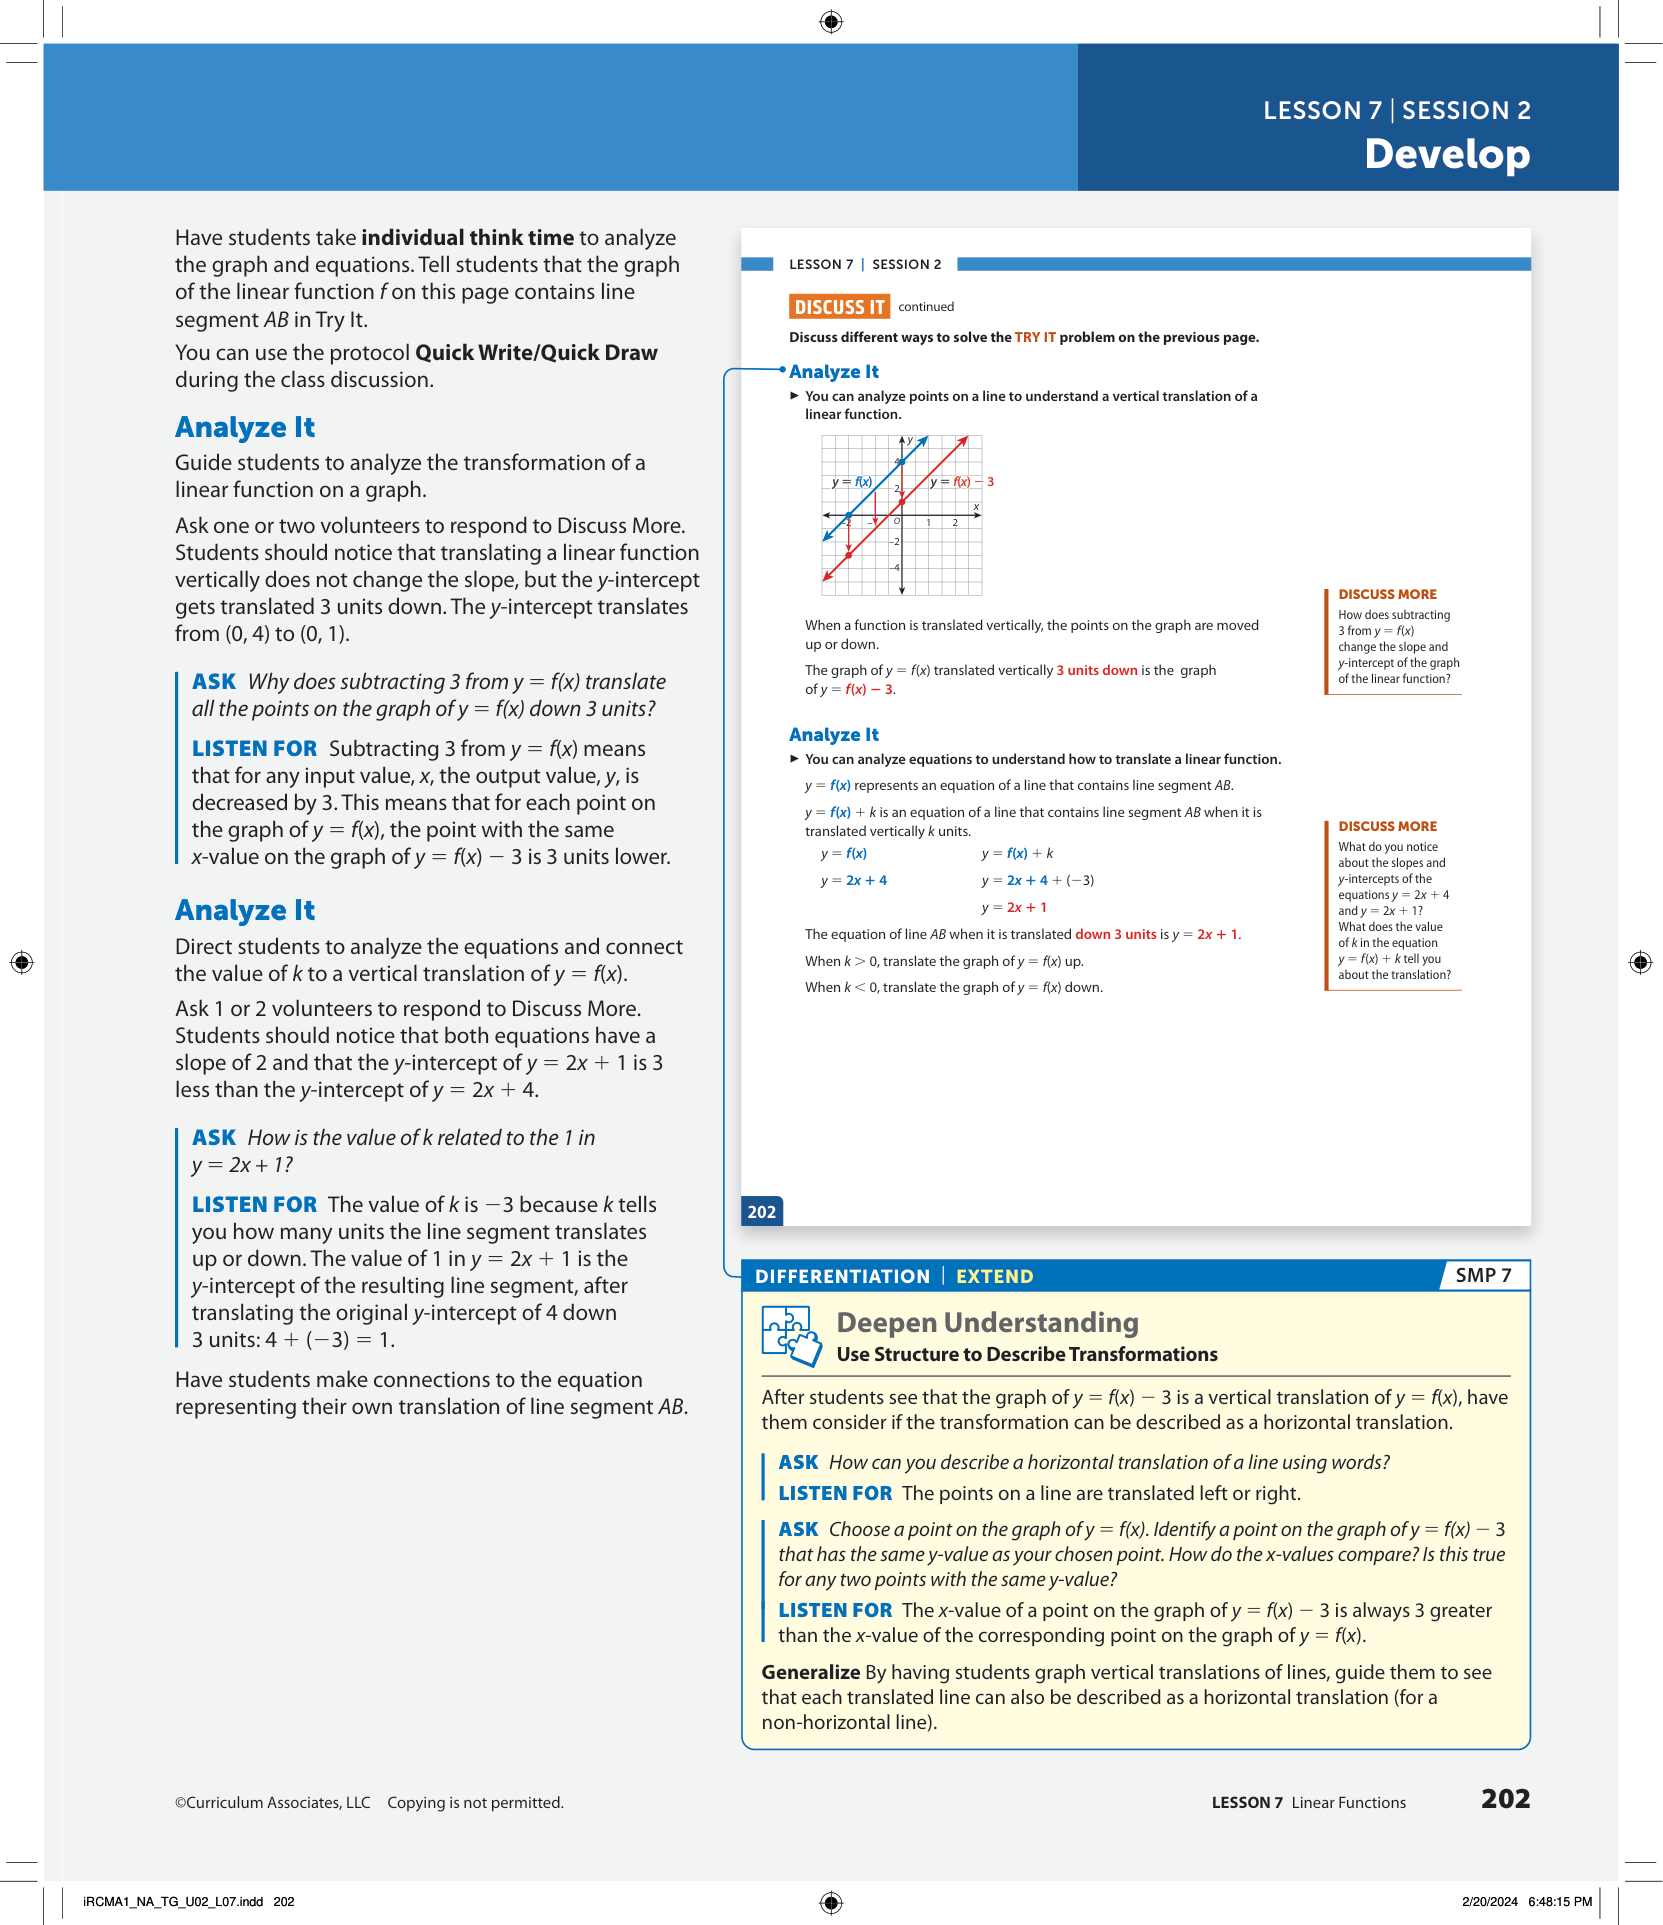 LESSON 7 | SESSION 2
Develop
Have students take individual think time to analyze
the graph and equations. Tell students that the graph
of the linear function f on this page contains line
segment AB in Try It.
You can use the protocol Quick Write/Quick Draw
during the class discussion.
Analyze It
Guide students to analyze the transformation of a
linear function on a graph.
Ask one or two volunteers to respond to Discuss More.
Students should notice that translating a linear function
vertically does not change the slope, but the y-intercept
gets translated 3 units down. The y-intercept translates
from (0, 4) to (0, 1).
ASK Why does subtracting 3 from y = f(x) translate
all the points on the graph of y = f(x) down 3 units?
LISTEN FOR Subtracting 3 from y = f(x) means
that for any input value, x, the output value, y, is
decreased by 3. This means that for each point on
the graph of y = f(x), the point with the same
x-value on the graph of y = f(x) − 3 is 3 units lower.
Analyze It
Direct students to analyze the equations and connect
the value of k to a vertical translation of y = f(x).
Ask 1 or 2 volunteers to respond to Discuss More.
Students should notice that both equations have a
slope of 2 and that the y-intercept of y = 2x + 1 is 3
less than the y-intercept of y = 2x + 4.
ASK How is the value of k related to the 1 in
y = 2x + 1?
LISTEN FOR The value of k is −3 because k tells
you how many units the line segment translates
up or down. The value of 1 in y = 2x + 1 is the
y-intercept of the resulting line segment, after
translating the original y-intercept of 4 down
3 units: 4 + (−3) = 1.
Have students make connections to the equation
representing their own translation of line segment AB.
LESSON 7 | SESSION 2
DISCUSS IT continued
Discuss different ways to solve the TRY IT problem on the previous page.
Analyze It
▶ You can analyze points on a line to understand a vertical translation of a
linear function.
y
4
y = f(x)
2
y = f(x) − 3
x
−2
−1
O
1
2
−2
−4
When a function is translated vertically, the points on the graph are moved
up or down.
The graph of y = f(x) translated vertically 3 units down is the graph
of y = f(x) − 3.
DISCUSS MORE
How does subtracting
3 from y = f(x)
change the slope and
y-intercept of the graph
of the linear function?
Analyze It
▶ You can analyze equations to understand how to translate a linear function.
y = f(x) represents an equation of a line that contains line segment AB.
y = f(x) + k is an equation of a line that contains line segment AB when it is
translated vertically k units.
y = f(x) y = f(x) + k
y = 2x + 4 y = 2x + 4 + (−3)
y = 2x + 1
The equation of line AB when it is translated down 3 units is y = 2x + 1.
When k > 0, translate the graph of y = f(x) up.
When k < 0, translate the graph of y = f(x) down.
DISCUSS MORE
What do you notice
about the slopes and
y-intercepts of the
equations y = 2x + 4
and y = 2x + 1?
What does the value
of k in the equation
y = f(x) + k tell you
about the translation?
202
DIFFERENTIATION | EXTEND SMP 7
Deepen Understanding
Use Structure to Describe Transformations
After students see that the graph of y = f(x) − 3 is a vertical translation of y = f(x), have
them consider if the transformation can be described as a horizontal translation.
ASK How can you describe a horizontal translation of a line using words?
LISTEN FOR The points on a line are translated left or right.
ASK Choose a point on the graph of y = f(x). Identify a point on the graph of y = f(x) − 3
that has the same y-value as your chosen point. How do the x-values compare? Is this true
for any two points with the same y-value?
LISTEN FOR The x-value of a point on the graph of y = f(x) − 3 is always 3 greater
than the x-value of the corresponding point on the graph of y = f(x).
Generalize By having students graph vertical translations of lines, guide them to see
that each translated line can also be described as a horizontal translation (for a
non-horizontal line).
©Curriculum Associates, LLC Copying is not permitted.
LESSON 7 Linear Functions 202
iRCMA1_NA_TG_U02_L07.indd 202
2/20/2024 6:48:15 PM